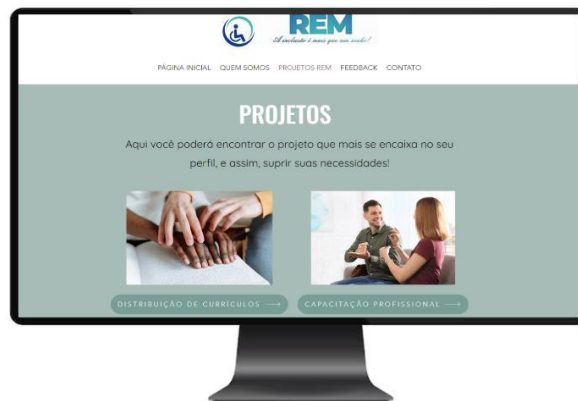 REM
A inclusão é mais que um sonho!
PÁGINA INICIAL QUEM SOMOS PROJETOS REM FEEDBACK CONTATO
PROJETOS
Aqui você poderá encontrar o projeto que mais se encaixa no seu
perfil, e assim, suprir suas necessidades!
DISTRIBUIÇÃO DE CURRÍCULOS
CAPACITAÇÃO PROFISSIONAL